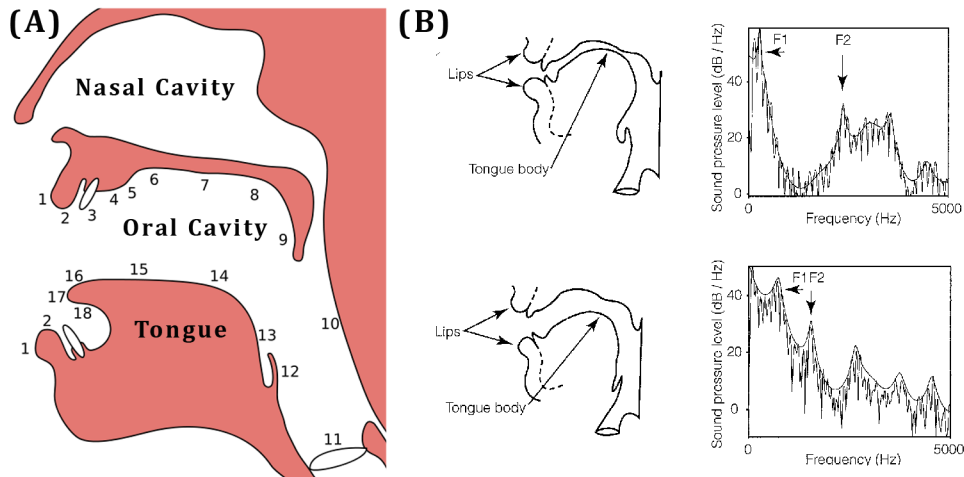 (A)
Nasal Cavity
1
2
3
4
5
6
7
8
9
Oral Cavity
10
16
15
14
17
18
2
1
Tongue
13
12
11
(B)
Lips
Tongue body
Sound pressure level (dB / Hz)
40
20
0
F1
F2
0
5000
Frequency (Hz)
Lips
Tongue body
Sound pressure level (dB / Hz)
40
20
0
F1F2
0
5000
Frequency (Hz)